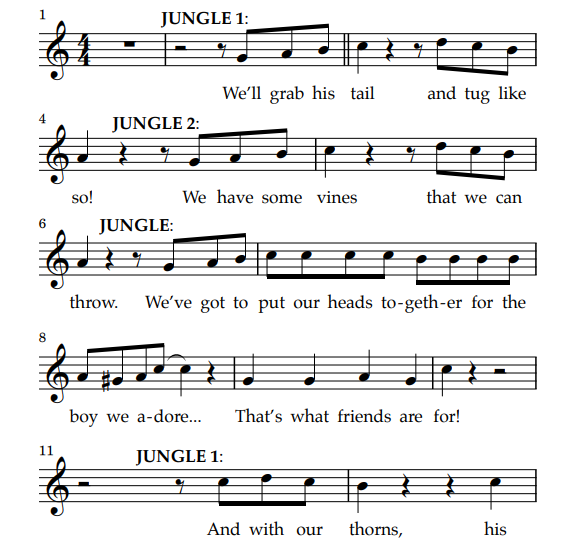 1
JUNGLE 1:
4
4
We'll grab his tail and tug like
4
JUNGLE 2:
so! We have some vines that we can
6
JUNGLE:
throw. We've got to put our heads to-geth-er for the
8
boy we a-dore... That's what friends are for!
11
JUNGLE 1:
And with our thorns, his